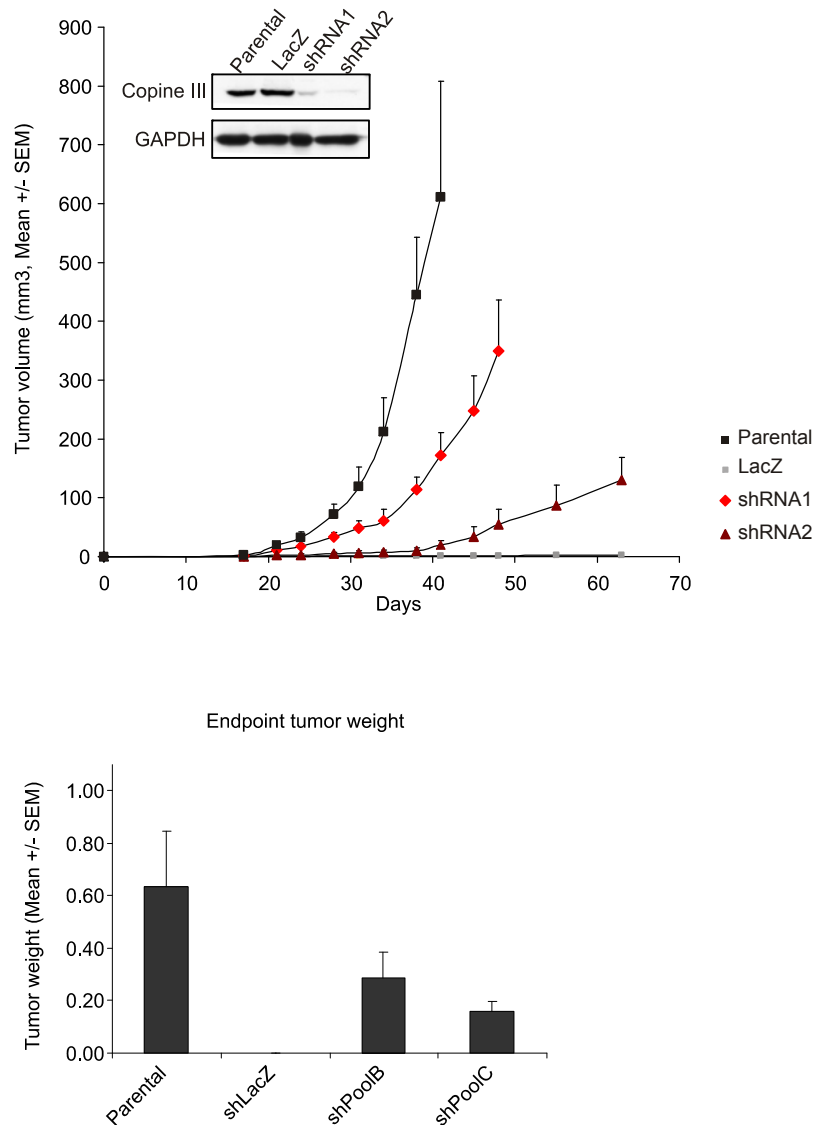 Parental
LacZ
shRNA1
shRNA2
Copine III
GAPDH
Tumor volume (mm3, Mean +/- SEM)
900
800
700
600
500
400
300
200
100
0
0 10 20 30 40 50 60 70
Days
Parental
LacZ
shRNA1
shRNA2
Endpoint tumor weight
Tumor weight (Mean +/- SEM)
1.00
0.80
0.60
0.40
0.20
0.00
Parental
shLacZ
shPoolB
shPoolC